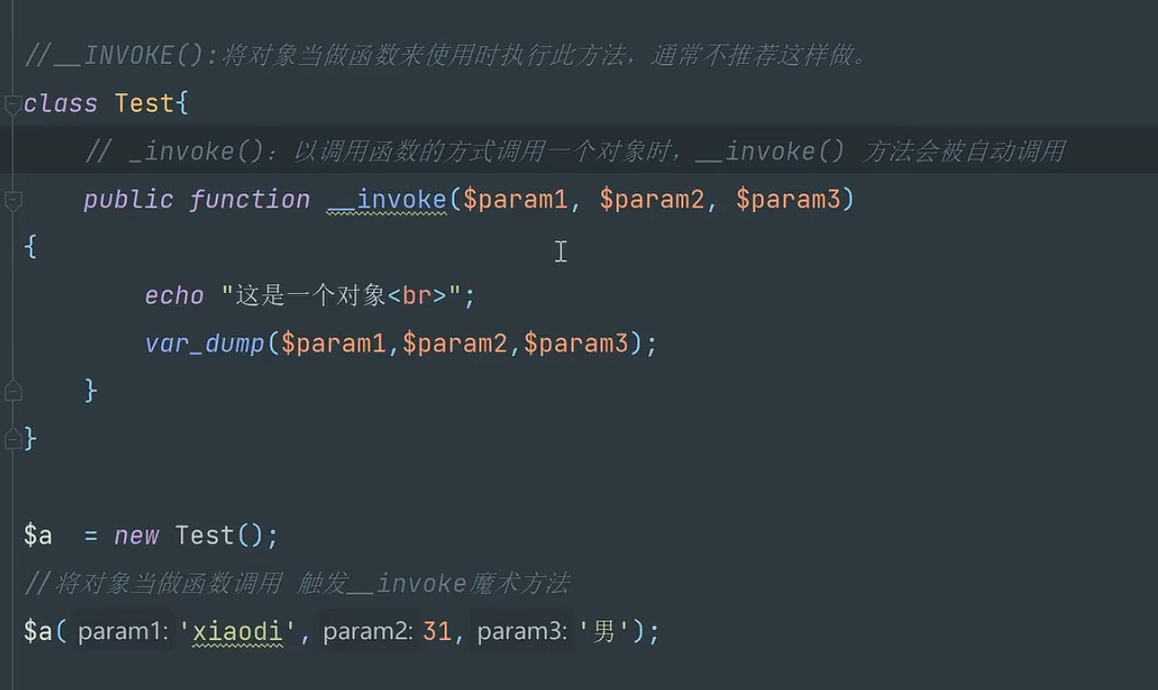 //__INVOKE():将对象当做函数来使用时执行此方法，通常不推荐这样做。
class Test{
// _invoke()：以调用函数的方式调用一个对象时，__invoke() 方法会被自动调用
public function __invoke($param1, $param2, $param3)
{
echo "这是一个对象<br>";
var_dump($param1,$param2,$param3);
}
}
$a = new Test();
//将对象当做函数调用 触发__invoke魔术方法
$a( param1: 'xiaodi', param2: 31, param3: '男');